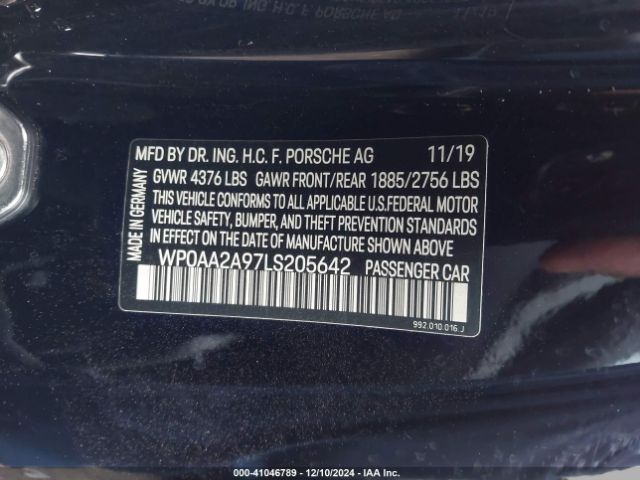 MFD BY DR. ING. H.C. F. PORSCHE AG 11/19
GVWR 4376 LBS GAWR FRONT/REAR 1885/2756 LBS
THIS VEHICLE CONFORMS TO ALL APPLICABLE U.S. FEDERAL MOTOR
VEHICLE SAFETY, BUMPER, AND THEFT PREVENTION STANDARDS
IN EFFECT ON THE DATE OF MANUFACTURE SHOWN ABOVE
WP0AA2A97LS205642 PASSENGER CAR
992.010.016.J
MADE IN GERMANY
© - 41046789 - 12/10/2024 - IAA Inc.